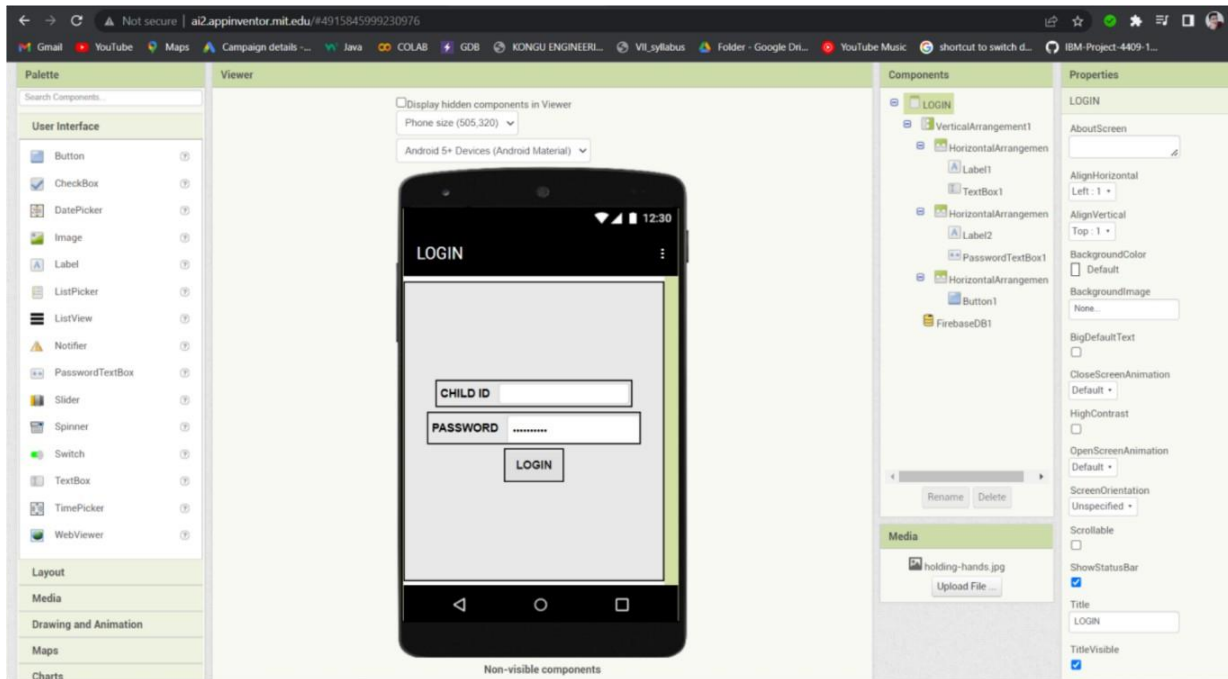 Not secure | ai2.appinventor.mit.edu/#4915845999230976
Gmail YouTube Maps Campaign details -... Java COLAB GDB KONGU ENGINEERI... VII_syllabus Folder - Google Dri... YouTube Music shortcut to switch d... IBM-Project-4409-1...
Palette
Search Components...
User Interface
Button
CheckBox
DatePicker
Image
Label
ListPicker
ListView
Notifier
PasswordTextBox
Slider
Spinner
Switch
TextBox
TimePicker
WebViewer
Layout
Media
Drawing and Animation
Maps
Charts
Viewer
Display hidden components in Viewer
Phone size (505,320)
Android 5+ Devices (Android Material)
12:30
LOGIN
CHILD ID
PASSWORD ..........
LOGIN
Non-visible components
Components
LOGIN
VerticalArrangement1
HorizontalArrangemen
Label1
TextBox1
HorizontalArrangemen
Label2
PasswordTextBox1
HorizontalArrangemen
Button1
FirebaseDB1
Rename Delete
Media
holding-hands.jpg
Upload File ...
Properties
LOGIN
AboutScreen
AlignHorizontal
Left : 1
AlignVertical
Top : 1
BackgroundColor
Default
BackgroundImage
None...
BigDefaultText
CloseScreenAnimation
Default
HighContrast
OpenScreenAnimation
Default
ScreenOrientation
Unspecified
Scrollable
ShowStatusBar
Title
LOGIN
TitleVisible